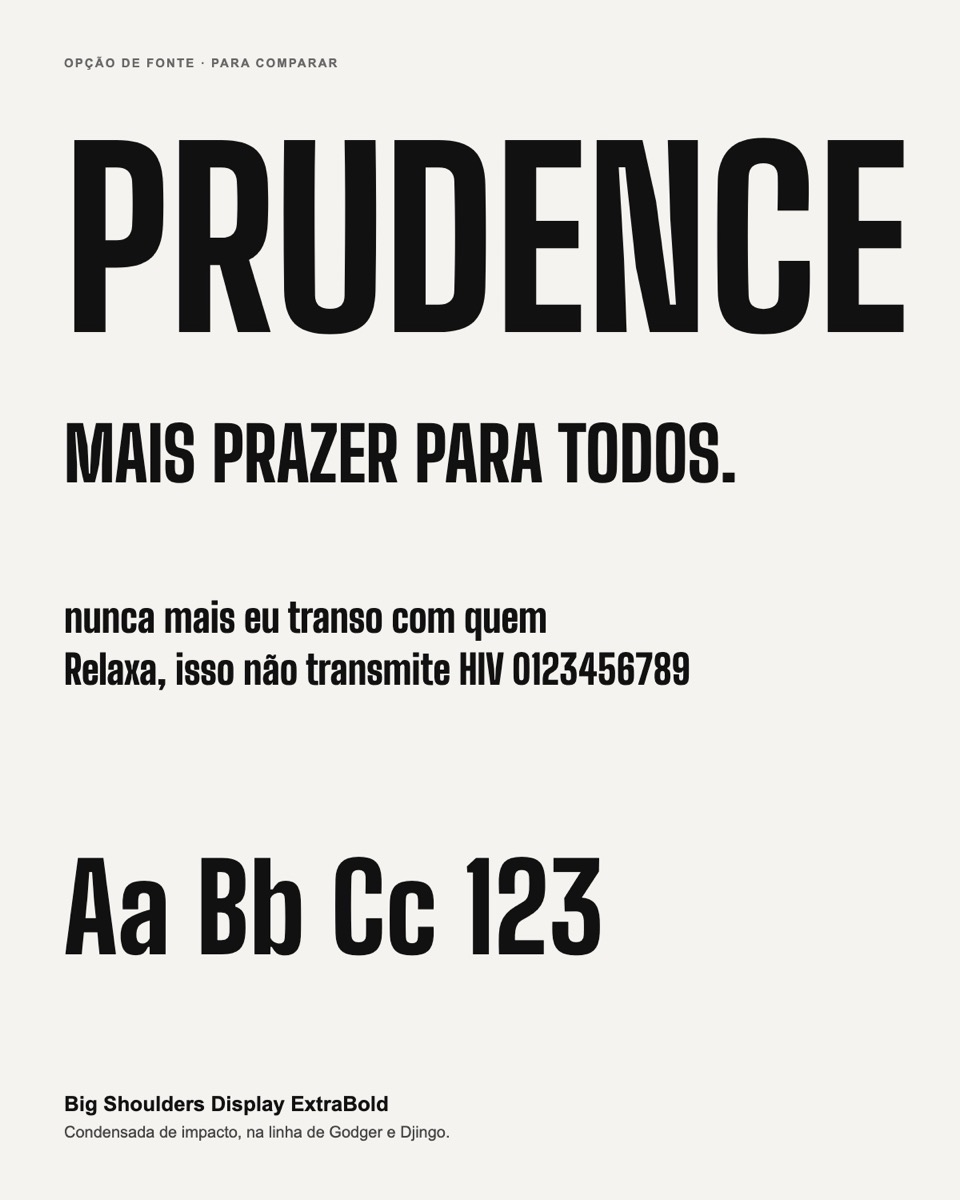 OPÇÃO DE FONTE · PARA COMPARAR
PRUDENCE
MAIS PRAZER PARA TODOS.
nunca mais eu transo com quem
Relaxa, isso não transmite HIV 0123456789
Aa Bb Cc 123
Big Shoulders Display ExtraBold
Condensada de impacto, na linha de Godger e Djingo.